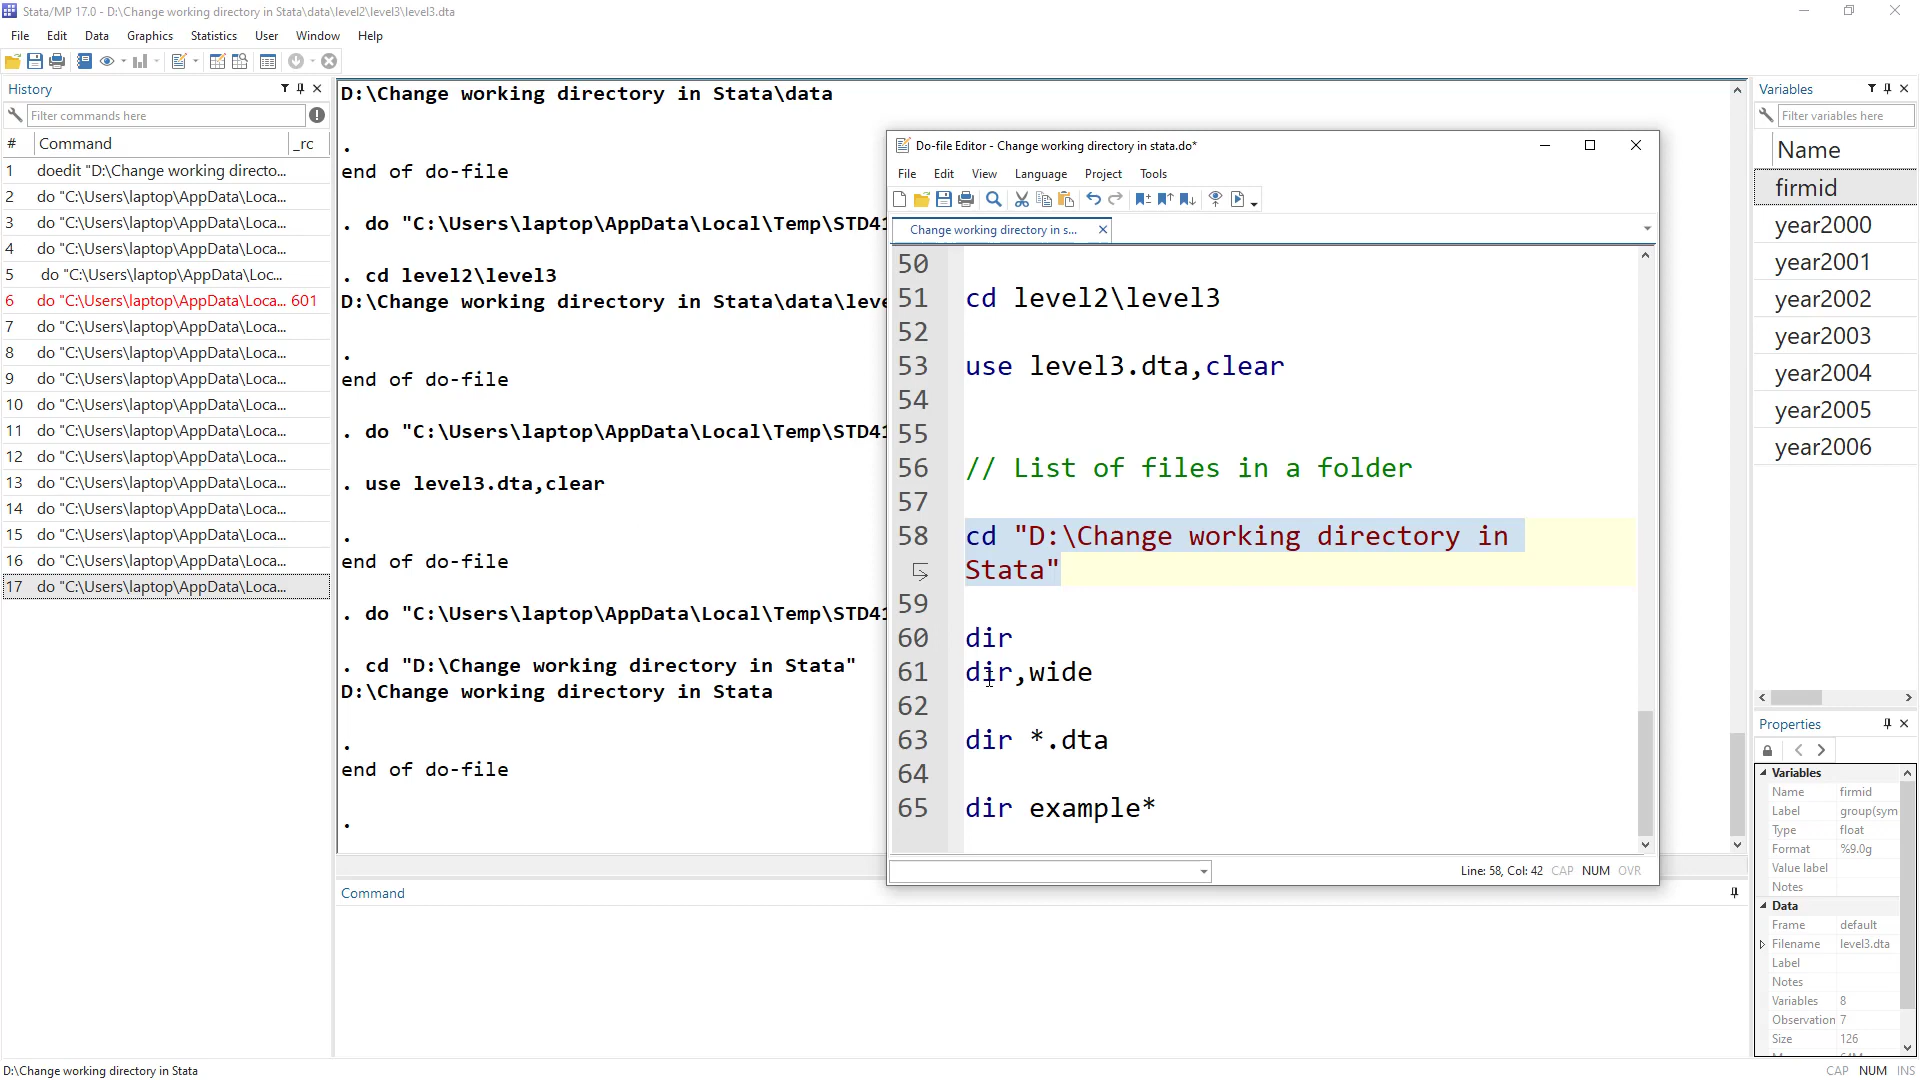 Stata/MP 17.0 - D:\Change working directory in Stata\data\level2\level3\level3.dta
File Edit Data Graphics Statistics User Window Help
History
Filter commands here
# Command _rc
1 doedit "D:\Change working directo...
2 do "C:\Users\laptop\AppData\Loca...
3 do "C:\Users\laptop\AppData\Loca...
4 do "C:\Users\laptop\AppData\Loca...
5 do "C:\Users\laptop\AppData\Loc...
6 do "C:\Users\laptop\AppData\Loca... 601
7 do "C:\Users\laptop\AppData\Loca...
8 do "C:\Users\laptop\AppData\Loca...
9 do "C:\Users\laptop\AppData\Loca...
10 do "C:\Users\laptop\AppData\Loca...
11 do "C:\Users\laptop\AppData\Loca...
12 do "C:\Users\laptop\AppData\Loca...
13 do "C:\Users\laptop\AppData\Loca...
14 do "C:\Users\laptop\AppData\Loca...
15 do "C:\Users\laptop\AppData\Loca...
16 do "C:\Users\laptop\AppData\Loca...
17 do "C:\Users\laptop\AppData\Loca...
D:\Change working directory in Stata\data
.
end of do-file
. do "C:\Users\laptop\AppData\Local\Temp\STD41
. cd level2\level3
D:\Change working directory in Stata\data\leve
.
end of do-file
. do "C:\Users\laptop\AppData\Local\Temp\STD41
. use level3.dta,clear
.
end of do-file
. do "C:\Users\laptop\AppData\Local\Temp\STD41
. cd "D:\Change working directory in Stata"
D:\Change working directory in Stata
.
end of do-file
.
Command
Do-file Editor - Change working directory in stata.do*
File Edit View Language Project Tools
Change working directory in s...
50
51 cd level2\level3
52
53 use level3.dta,clear
54
55
56 // List of files in a folder
57
58 cd "D:\Change working directory in
Stata"
59
60 dir
61 dir,wide
62
63 dir *.dta
64
65 dir example*
Line: 58, Col: 42 CAP NUM OVR
Variables
Filter variables here
Name
firmid
year2000
year2001
year2002
year2003
year2004
year2005
year2006
Properties
Variables
Name firmid
Label group(sym
Type float
Format %9.0g
Value label
Notes
Data
Frame default
Filename level3.dta
Label
Notes
Variables 8
Observation 7
Size 126
D:\Change working directory in Stata
CAP NUM INS